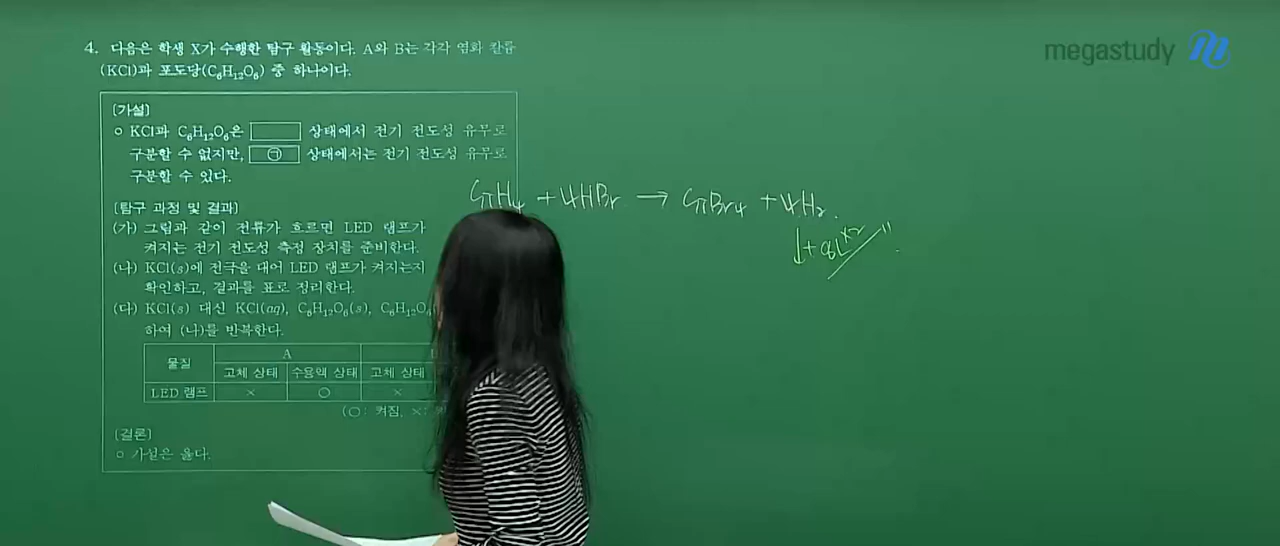 megastudy
4. 다음은 학생 X가 수행한 탐구 활동이다. A와 B는 각각 염화 칼륨
(KCl)과 포도당(C₆H₁₂O₆) 중 하나이다.
[가설]
○ KCl과 C₆H₁₂O₆은 상태에서 전기 전도성 유무로
구분할 수 없지만, ㉠ 상태에서는 전기 전도성 유무로
구분할 수 있다.
[탐구 과정 및 결과]
(가) 그림과 같이 전류가 흐르면 LED 램프가
켜지는 전기 전도성 측정 장치를 준비한다.
(나) KCl(s)에 전극을 대어 LED 램프가 켜지는지
확인하고, 결과를 표로 정리한다.
(다) KCl(s) 대신 KCl(aq), C₆H₁₂O₆(s), C₆H₁₂O₆
하여 (나)를 반복한다.
물질 A
고체 상태 수용액 상태 고체 상태
LED 램프 × ○ ×
(○: 켜짐, ×:
[결론]
○ 가설은 옳다.
+ 4HBr → + 4H₂